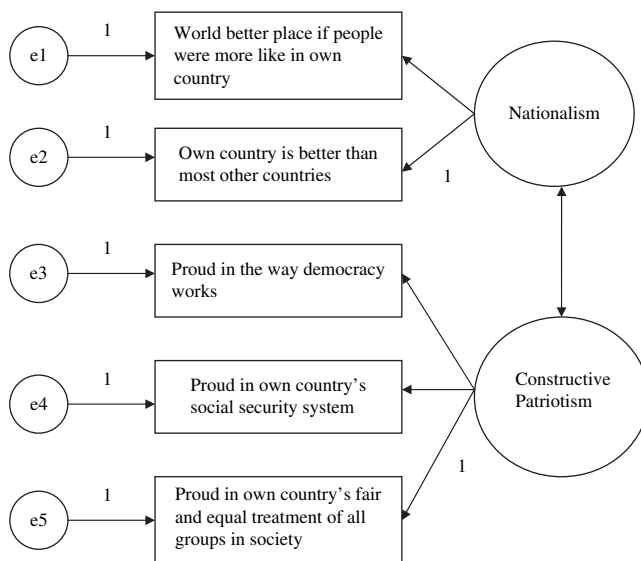 1
e1
World better place if people
were more like in own
country
Nationalism
1
e2
Own country is better than
most other countries
1
1
e3
Proud in the way democracy
works
1
e4
Proud in own country's
social security system
Constructive
Patriotism
1
1
e5
Proud in own country's fair
and equal treatment of all
groups in society